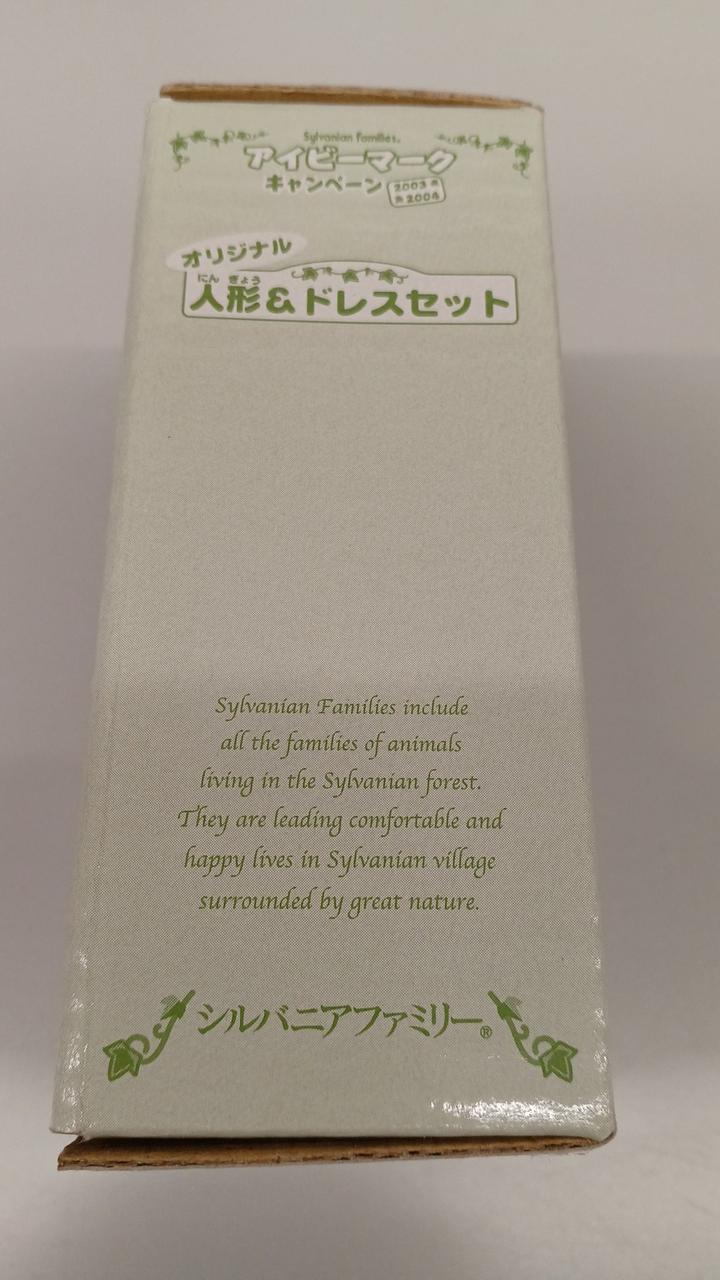 Sylvanian Families®
アイビーマーク
キャンペーン
2003
2004
オリジナル
にんぎょう
人形&ドレスセット
Sylvanian Families include
all the families of animals
living in the Sylvanian forest.
They are leading comfortable and
happy lives in Sylvanian village
surrounded by great nature.
シルバニアファミリー®